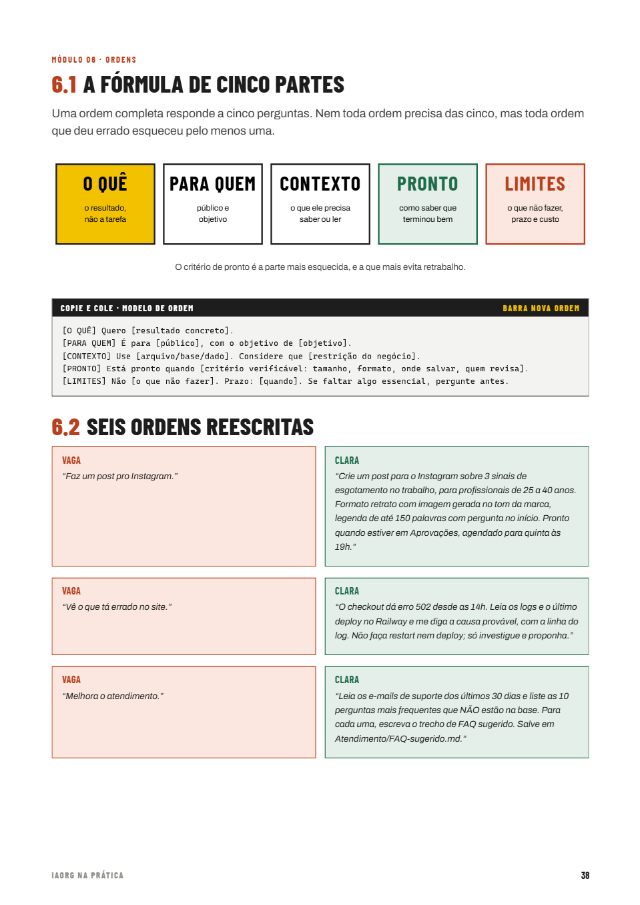 MÓDULO 06 · ORDENS
6.1 A FÓRMULA DE CINCO PARTES
Uma ordem completa responde a cinco perguntas. Nem toda ordem precisa das cinco, mas toda ordem
que deu errado esqueceu pelo menos uma.
O QUÊ
o resultado,
não a tarefa
PARA QUEM
público e
objetivo
CONTEXTO
o que ele precisa
saber ou ler
PRONTO
como saber que
terminou bem
LIMITES
o que não fazer,
prazo e custo
O critério de pronto é a parte mais esquecida, e a que mais evita retrabalho.
COPIE E COLE · MODELO DE ORDEM
BARRA NOVA ORDEM
[O QUÊ] Quero [resultado concreto].
[PARA QUEM] É para [público], com o objetivo de [objetivo].
[CONTEXTO] Use [arquivo/base/dado]. Considere que [restrição do negócio].
[PRONTO] Está pronto quando [critério verificável: tamanho, formato, onde salvar, quem revisa].
[LIMITES] Não [o que não fazer]. Prazo: [quando]. Se faltar algo essencial, pergunte antes.
6.2 SEIS ORDENS REESCRITAS
VAGA
“Faz um post pro Instagram.”
CLARA
“Crie um post para o Instagram sobre 3 sinais de
esgotamento no trabalho, para profissionais de 25 a 40 anos.
Formato retrato com imagem gerada no tom da marca,
legenda de até 150 palavras com pergunta no início. Pronto
quando estiver em Aprovações, agendado para quinta às
19h.”
VAGA
“Vê o que tá errado no site.”
CLARA
“O checkout dá erro 502 desde as 14h. Leia os logs e o último
deploy no Railway e me diga a causa provável, com a linha do
log. Não faça restart nem deploy; só investigue e proponha.”
VAGA
“Melhora o atendimento.”
CLARA
“Leia os e-mails de suporte dos últimos 30 dias e liste as 10
perguntas mais frequentes que NÃO estão na base. Para
cada uma, escreva o trecho de FAQ sugerido. Salve em
Atendimento/FAQ-sugerido.md.”
IAORG NA PRÁTICA
38